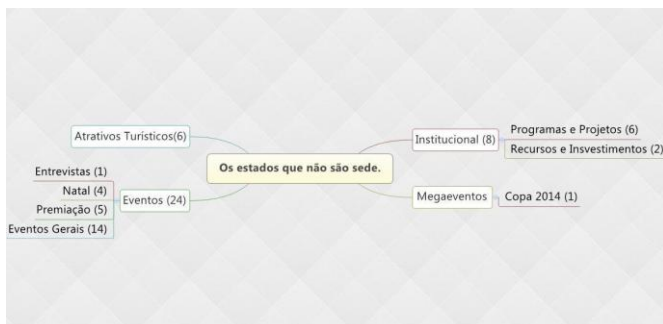 Atrativos Turísticos(6)
Entrevistas (1)
Natal (4)
Premiação (5)
Eventos Gerais (14)
Eventos (24)
Os estados que não são sede.
Institucional (8)
Programas e Projetos (6)
Recursos e Insvestimentos (2)
Megaeventos
Copa 2014 (1)